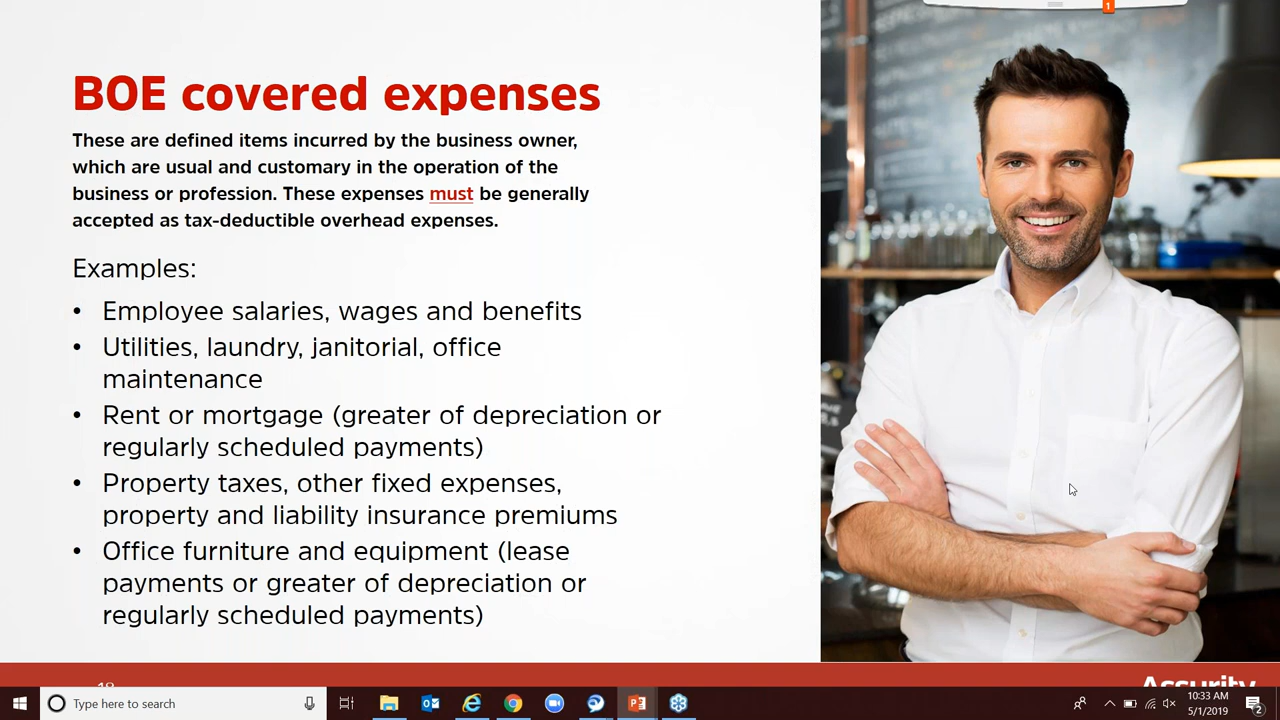 BOE covered expenses
These are defined items incurred by the business owner,
which are usual and customary in the operation of the
business or profession. These expenses must be generally
accepted as tax-deductible overhead expenses.
Examples:
• Employee salaries, wages and benefits
• Utilities, laundry, janitorial, office
maintenance
• Rent or mortgage (greater of depreciation or
regularly scheduled payments)
• Property taxes, other fixed expenses,
property and liability insurance premiums
• Office furniture and equipment (lease
payments or greater of depreciation or
regularly scheduled payments)
1
18
Assurity
Type here to search
10:33 AM
5/1/2019
2